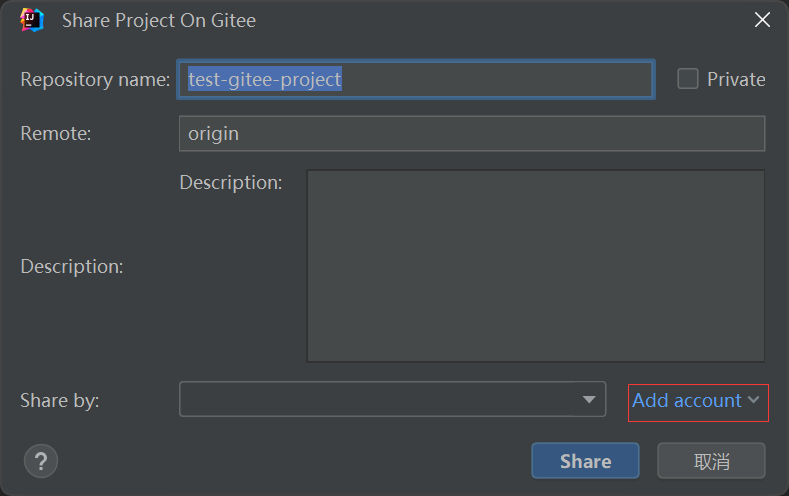 Share Project On Gitee
Repository name: test-gitee-project Private
Remote: origin
Description:
Description:
Share by: Add account
? Share 取消